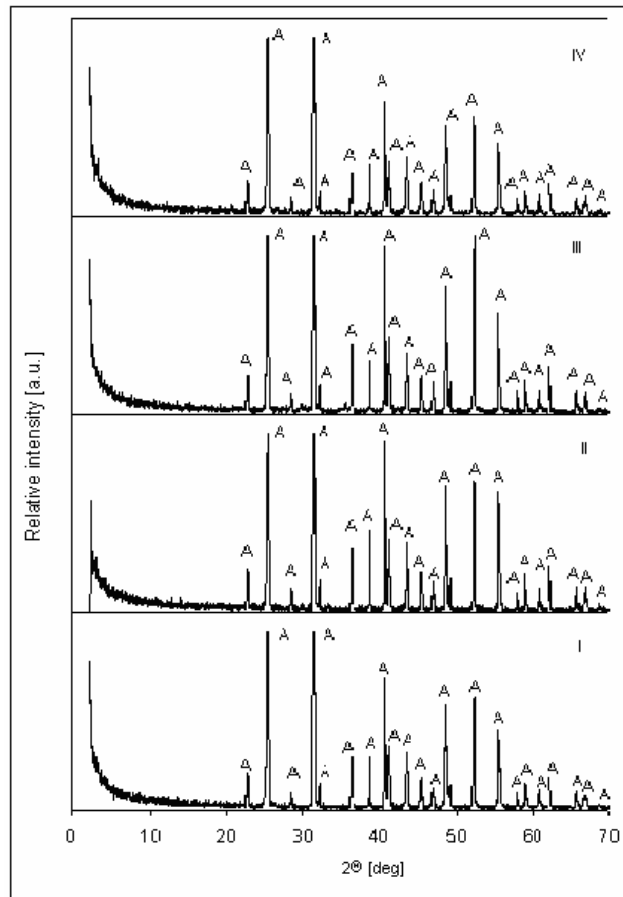 IV
A A A A A A A A A A A A A A A A A A A A A A
III
A A A A A A A A A A A A A A A A A A A A A A
II
A A A A A A A A A A A A A A A A A A A A A A
I
A A A A A A A A A A A A A A A A A A A A A A
Relative intensity [a.u.]
0 10 20 30 40 50 60 70
2Θ [deg]